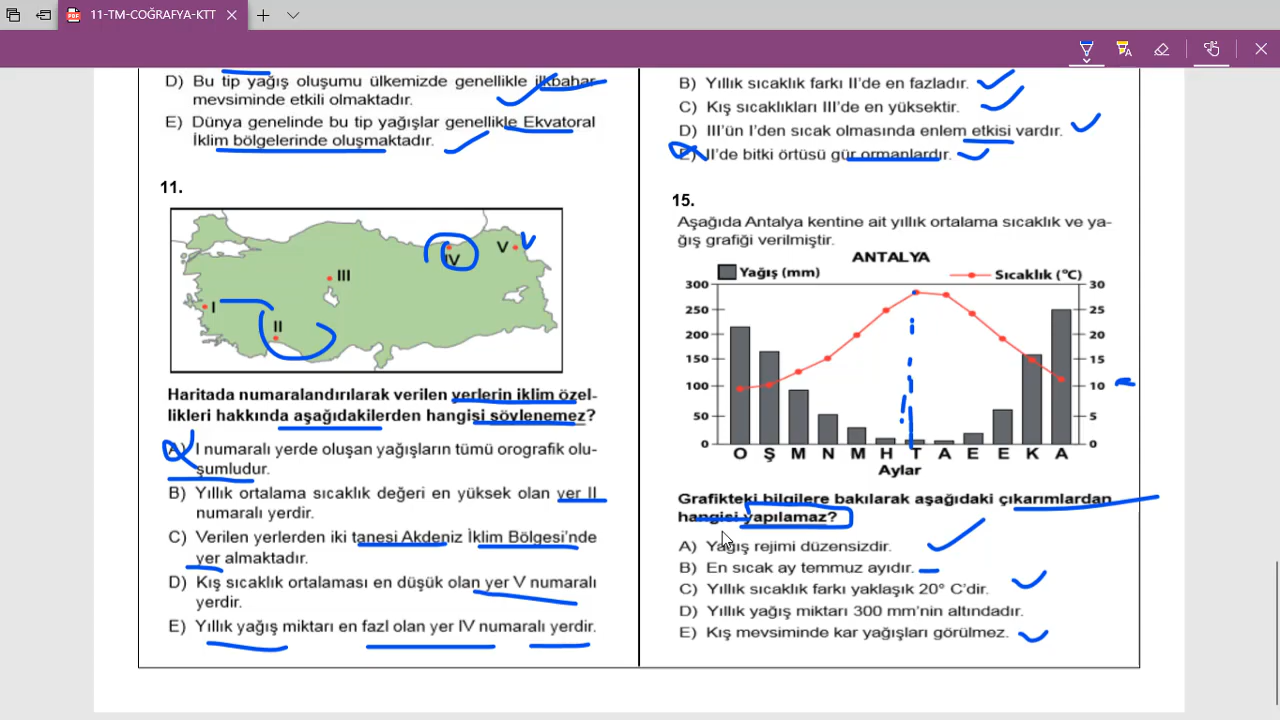 11-TM-COĞRAFYA-KTT
D) Bu tip yağış oluşumu ülkemizde genellikle ilkbahar
mevsiminde etkili olmaktadır.
E) Dünya genelinde bu tip yağışlar genellikle Ekvatoral
İklim bölgelerinde oluşmaktadır.
11.
I
II
III
IV
V
Haritada numaralandırılarak verilen yerlerin iklim özel-
likleri hakkında aşağıdakilerden hangisi söylenemez?
A) I numaralı yerde oluşan yağışların tümü orografik olu-
şumludur.
B) Yıllık ortalama sıcaklık değeri en yüksek olan yer II
numaralı yerdir.
C) Verilen yerlerden iki tanesi Akdeniz İklim Bölgesi'nde
yer almaktadır.
D) Kış sıcaklık ortalaması en düşük olan yer V numaralı
yerdir.
E) Yıllık yağış miktarı en fazl olan yer IV numaralı yerdir.
B) Yıllık sıcaklık farkı II'de en fazladır.
C) Kış sıcaklıkları III'de en yüksektir.
D) III'ün I'den sıcak olmasında enlem etkisi vardır.
E) II'de bitki örtüsü gür ormanlardır.
15.
Aşağıda Antalya kentine ait yıllık ortalama sıcaklık ve ya-
ğış grafiği verilmiştir.
ANTALYA
Yağış (mm) Sıcaklık (°C)
300 30
250 25
200 20
150 15
100 10
50 5
0 0
O Ş M N M H T A E E K A
Aylar
Grafikteki bilgilere bakılarak aşağıdaki çıkarımlardan
hangisi yapılamaz?
A) Yağış rejimi düzensizdir.
B) En sıcak ay temmuz ayıdır.
C) Yıllık sıcaklık farkı yaklaşık 20° C'dir.
D) Yıllık yağış miktarı 300 mm'nin altındadır.
E) Kış mevsiminde kar yağışları görülmez.